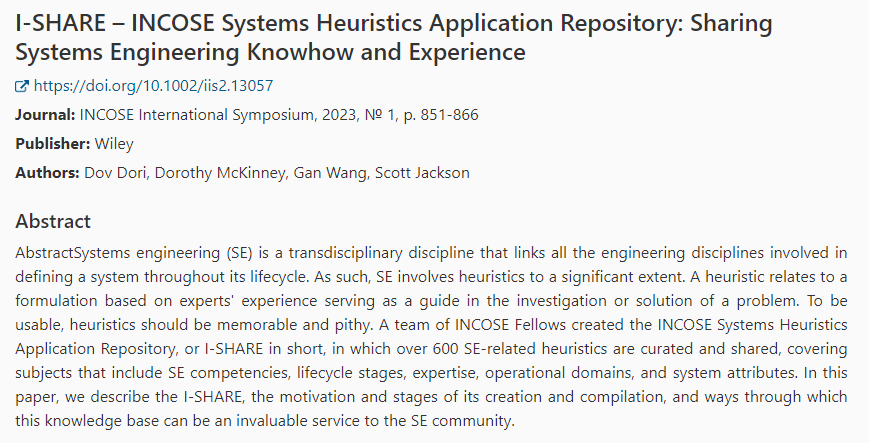 I-SHARE – INCOSE Systems Heuristics Application Repository: Sharing
Systems Engineering Knowhow and Experience
https://doi.org/10.1002/iis2.13057
Journal: INCOSE International Symposium, 2023, № 1, p. 851-866
Publisher: Wiley
Authors: Dov Dori, Dorothy McKinney, Gan Wang, Scott Jackson
Abstract
AbstractSystems engineering (SE) is a transdisciplinary discipline that links all the engineering disciplines involved in
defining a system throughout its lifecycle. As such, SE involves heuristics to a significant extent. A heuristic relates to a
formulation based on experts' experience serving as a guide in the investigation or solution of a problem. To be
usable, heuristics should be memorable and pithy. A team of INCOSE Fellows created the INCOSE Systems Heuristics
Application Repository, or I-SHARE in short, in which over 600 SE-related heuristics are curated and shared, covering
subjects that include SE competencies, lifecycle stages, expertise, operational domains, and system attributes. In this
paper, we describe the I-SHARE, the motivation and stages of its creation and compilation, and ways through which
this knowledge base can be an invaluable service to the SE community.